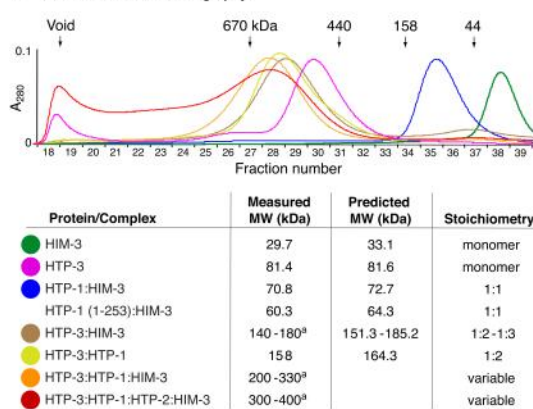 Void 670 kDa 440 158 44
0.1
A280
0
18 19 20 21 22 23 24 25 26 27 28 29 30 31 32 33 34 35 36 37 38 39
Fraction number
Protein/Complex Measured MW (kDa) Predicted MW (kDa) Stoichiometry
HIM-3 29.7 33.1 monomer
HTP-3 81.4 81.6 monomer
HTP-1:HIM-3 70.8 72.7 1:1
HTP-1 (1-253):HIM-3 60.3 64.3 1:1
HTP-3:HIM-3 140-180a 151.3-185.2 1:2-1:3
HTP-3:HTP-1 158 164.3 1:2
HTP-3:HTP-1:HIM-3 200-330a variable
HTP-3:HTP-1:HTP-2:HIM-3 300-400a variable